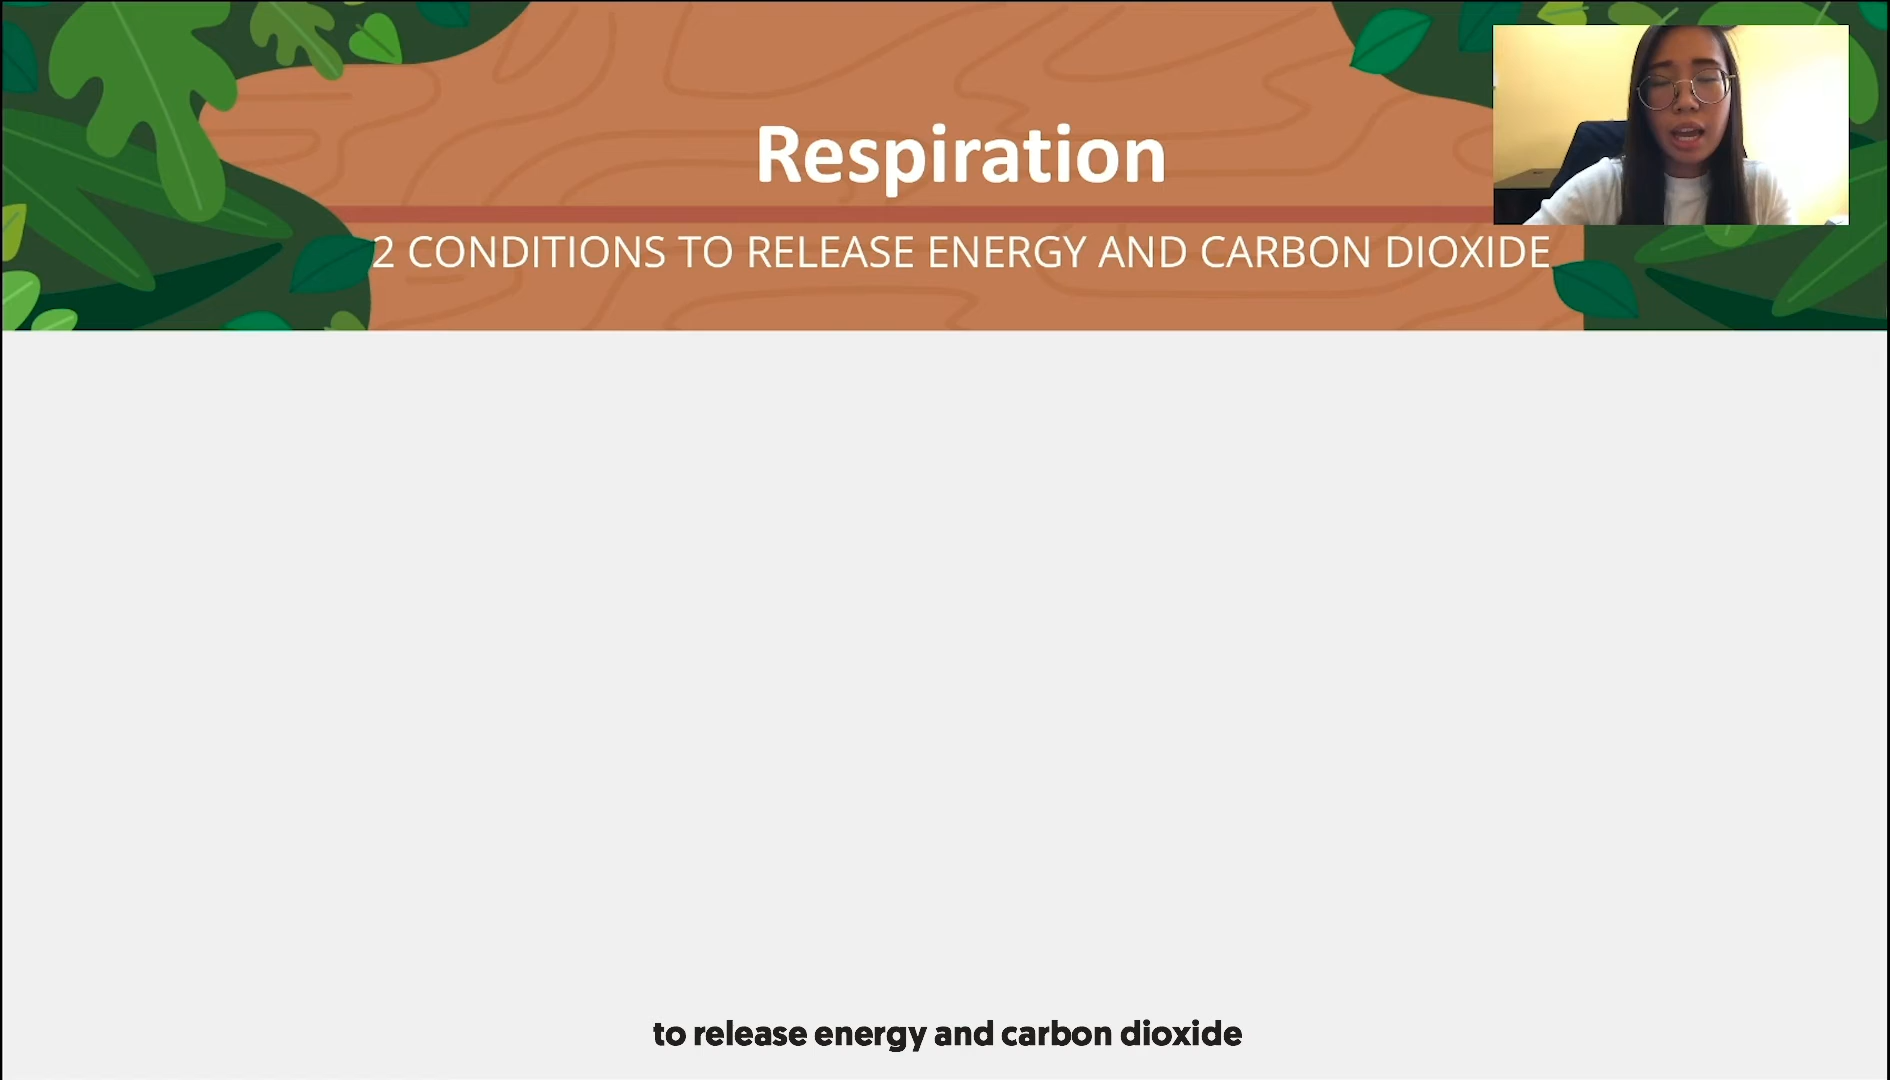 Respiration
2 CONDITIONS TO RELEASE ENERGY AND CARBON DIOXIDE
to release energy and carbon dioxide